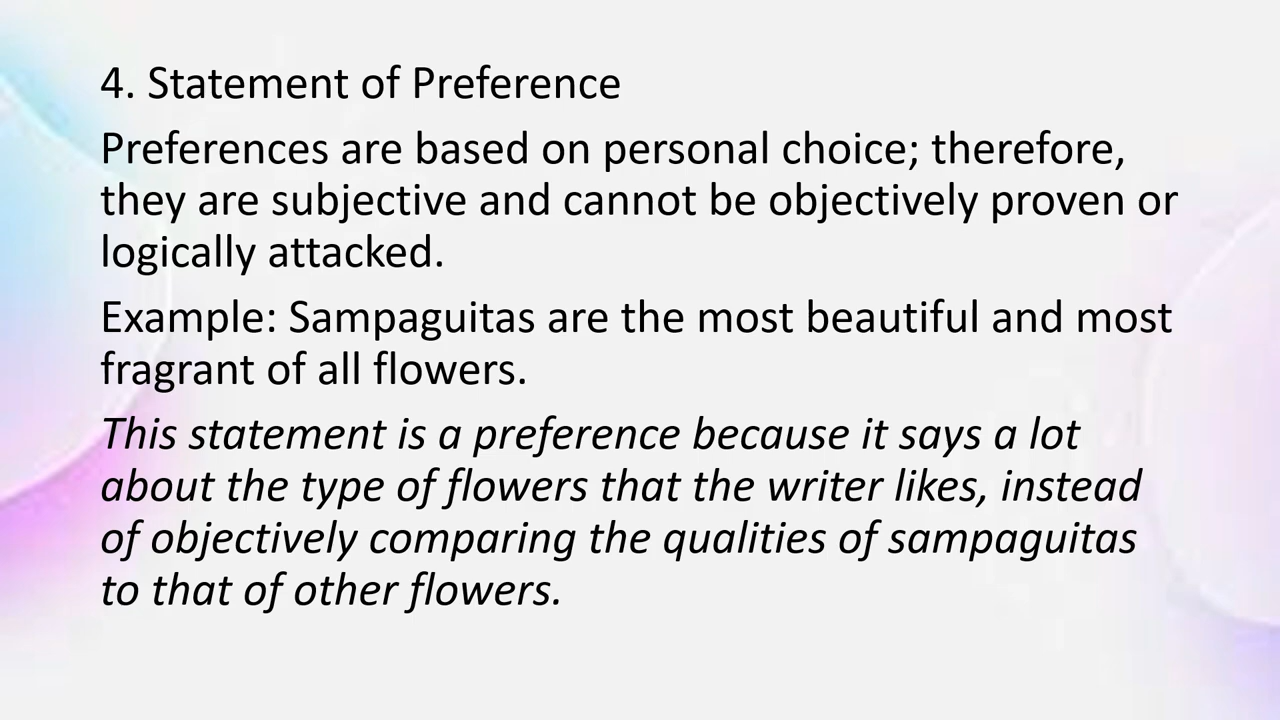 4. Statement of Preference
Preferences are based on personal choice; therefore,
they are subjective and cannot be objectively proven or
logically attacked.
Example: Sampaguitas are the most beautiful and most
fragrant of all flowers.
This statement is a preference because it says a lot
about the type of flowers that the writer likes, instead
of objectively comparing the qualities of sampaguitas
to that of other flowers.